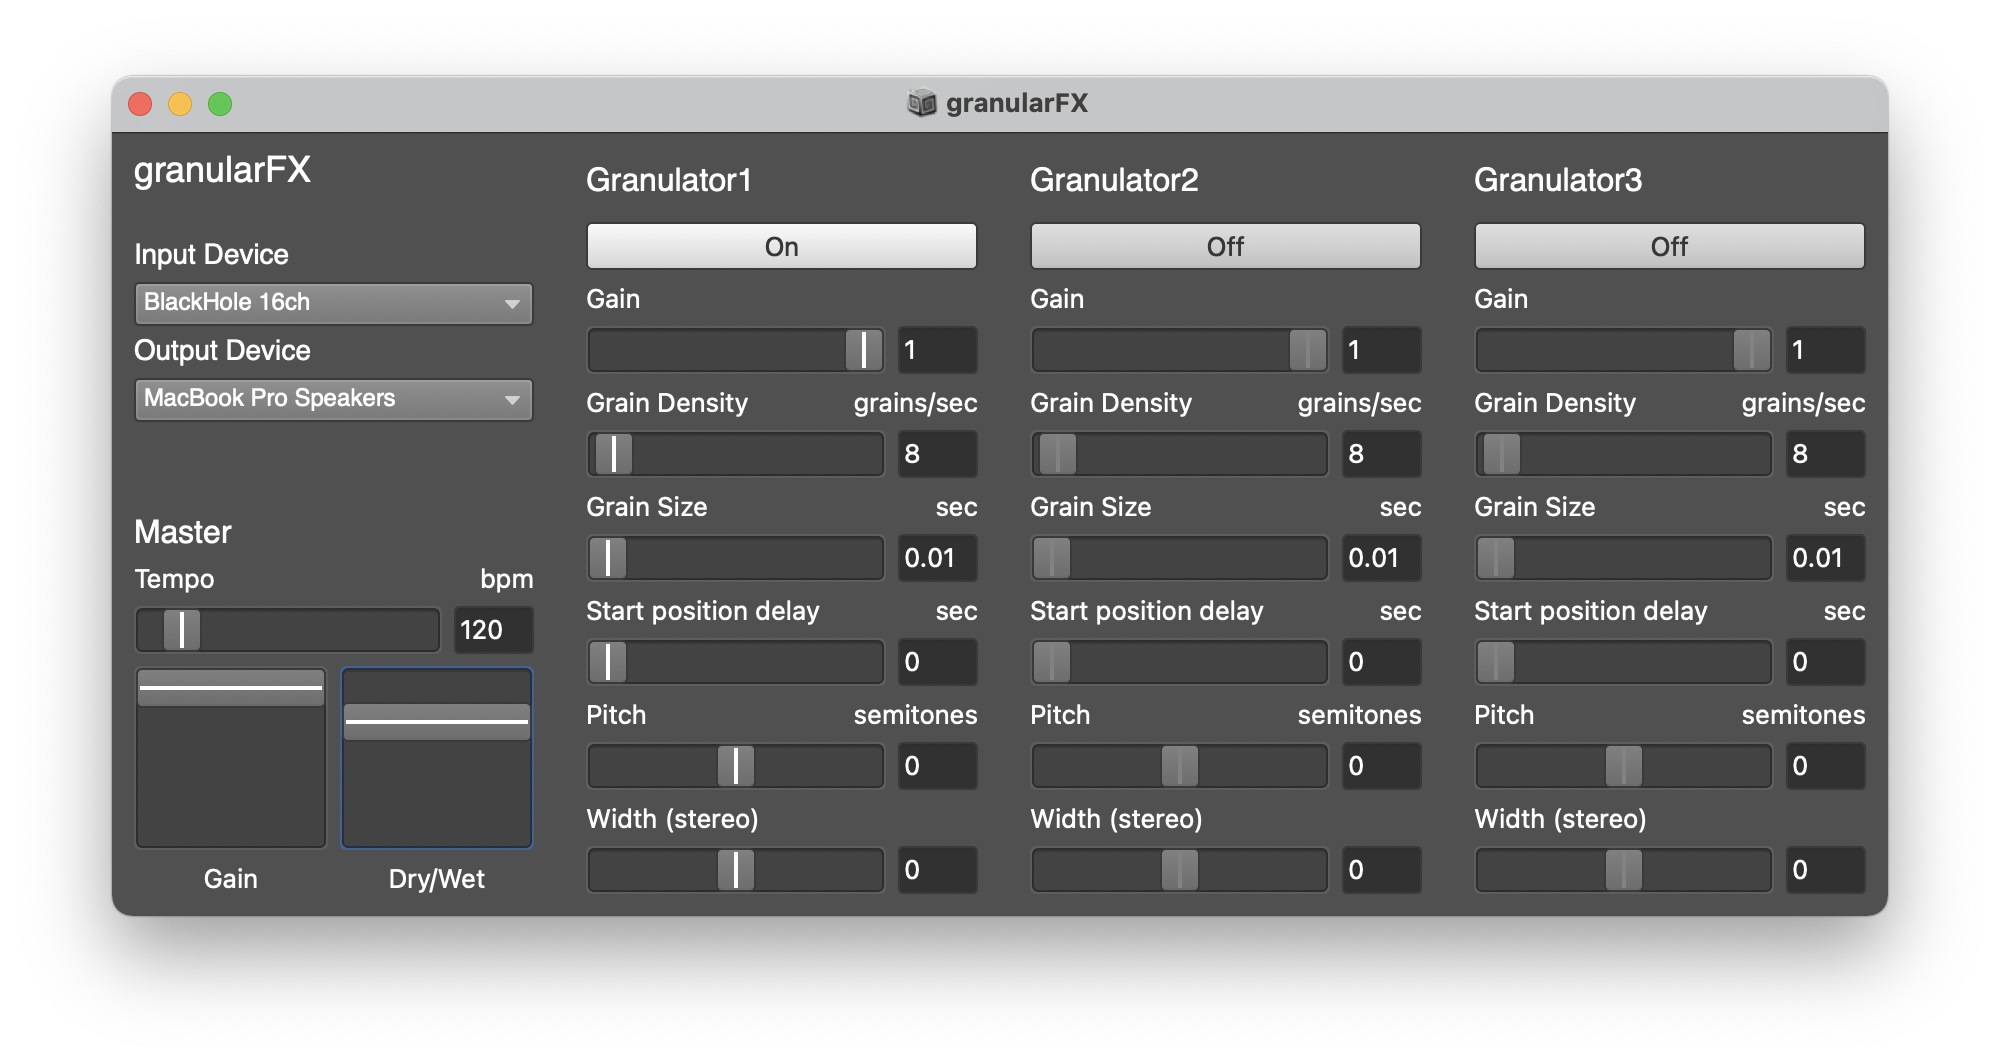 granularFX
granularFX
Input Device
BlackHole 16ch
Output Device
MacBook Pro Speakers
Master
Tempo bpm
120
Gain Dry/Wet
Granulator1
On
Gain
1
Grain Density grains/sec
8
Grain Size sec
0.01
Start position delay sec
0
Pitch semitones
0
Width (stereo)
0
Granulator2
Off
Gain
1
Grain Density grains/sec
8
Grain Size sec
0.01
Start position delay sec
0
Pitch semitones
0
Width (stereo)
0
Granulator3
Off
Gain
1
Grain Density grains/sec
8
Grain Size sec
0.01
Start position delay sec
0
Pitch semitones
0
Width (stereo)
0